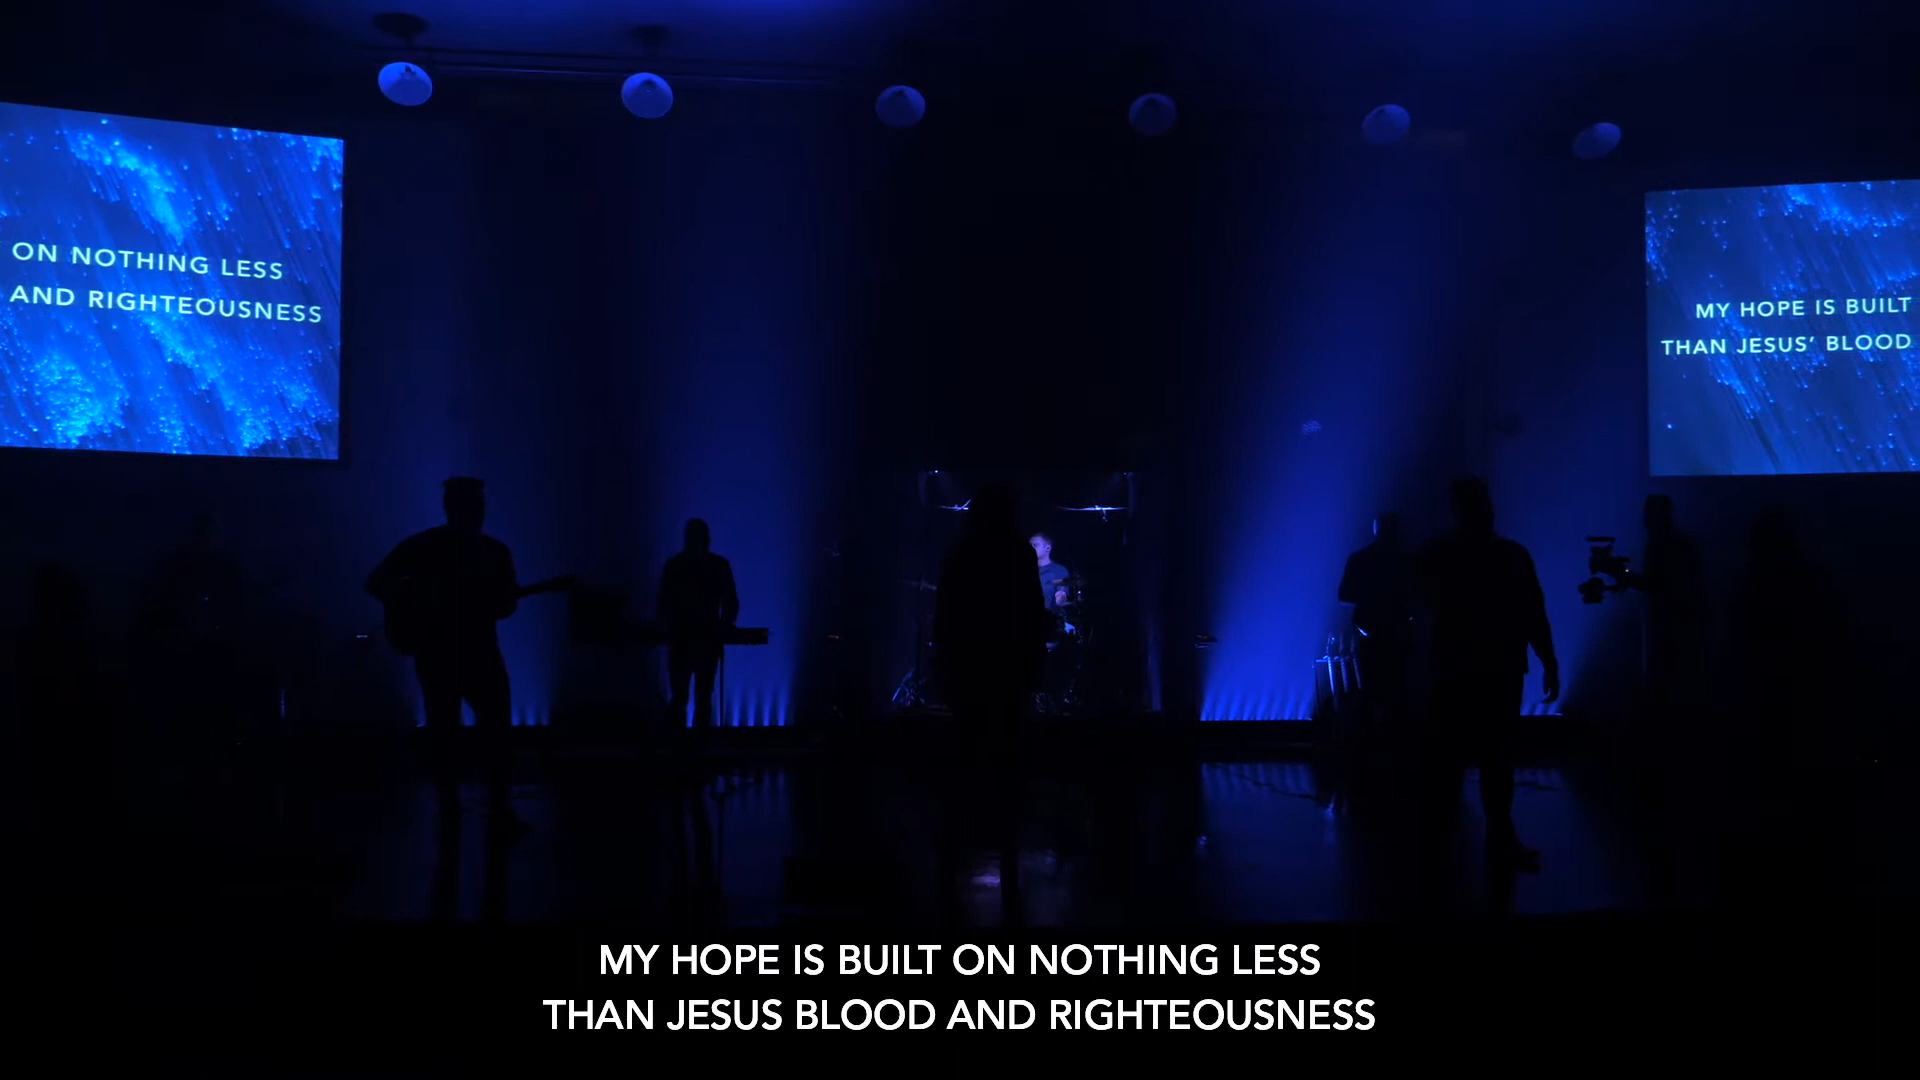 ON NOTHING LESS
AND RIGHTEOUSNESS
MY HOPE IS BUILT
THAN JESUS’ BLOOD
MY HOPE IS BUILT ON NOTHING LESS
THAN JESUS BLOOD AND RIGHTEOUSNESS